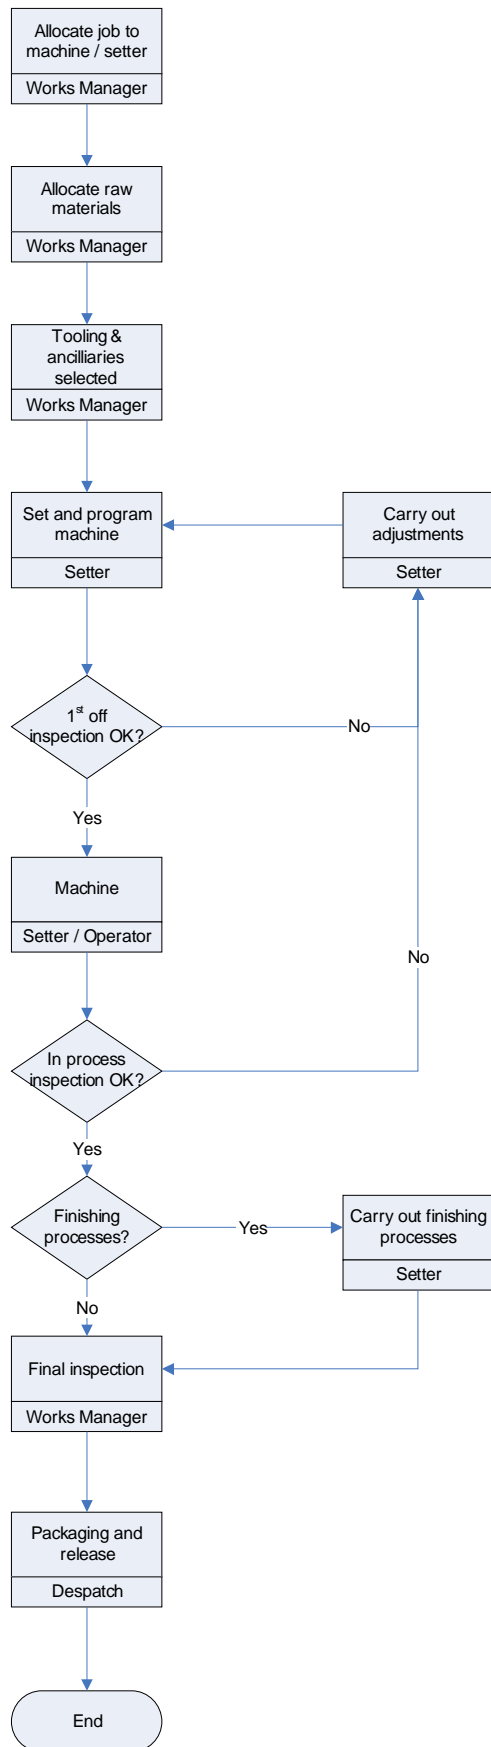 Allocate job to
machine / setter
Works Manager
Allocate raw
materials
Works Manager
Tooling &
ancilliaries
selected
Works Manager
Set and program
machine
Setter
Carry out
adjustments
Setter
1st off
inspection OK?
No
Yes
Machine
Setter / Operator
No
In process
inspection OK?
Yes
Finishing
processes?
Yes
Carry out finishing
processes
Setter
No
Final inspection
Works Manager
Packaging and
release
Despatch
End